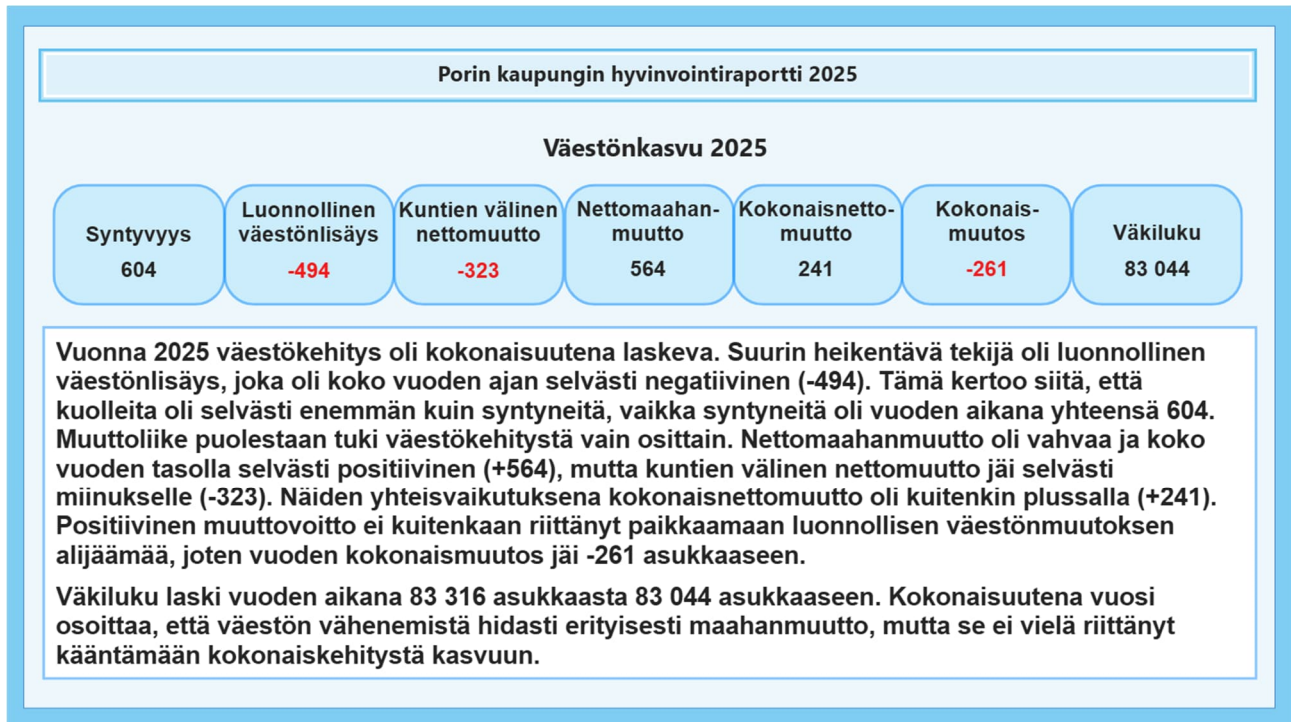 Porin kaupungin hyvinvointiraportti 2025
Väestönkasvu 2025
Syntyvyys
604
Luonnollinen
väestönlisäys
-494
Kuntien välinen
nettomuutto
-323
Nettomaahan-
muutto
564
Kokonaisnetto-
muutto
241
Kokonais-
muutos
-261
Väkiluku
83 044
Vuonna 2025 väestökehitys oli kokonaisuutena laskeva. Suurin heikentävä tekijä oli luonnollinen
väestönlisäys, joka oli koko vuoden ajan selvästi negatiivinen (-494). Tämä kertoo siitä, että
kuolleita oli selvästi enemmän kuin syntyneitä, vaikka syntyneitä oli vuoden aikana yhteensä 604.
Muuttoliike puolestaan tuki väestökehitystä vain osittain. Nettomaahanmuutto oli vahvaa ja koko
vuoden tasolla selvästi positiivinen (+564), mutta kuntien välinen nettomuutto jäi selvästi
miinukselle (-323). Näiden yhteisvaikutuksena kokonaisnettomuutto oli kuitenkin plussalla (+241).
Positiivinen muuttovoitto ei kuitenkaan riittänyt paikkaamaan luonnollisen väestönmuutoksen
alijäämää, joten vuoden kokonaismuutos jäi -261 asukkaaseen.
Väkiluku laski vuoden aikana 83 316 asukkaasta 83 044 asukkaaseen. Kokonaisuutena vuosi
osoittaa, että väestön vähenemistä hidasti erityisesti maahanmuutto, mutta se ei vielä riittänyt
kääntämään kokonaiskehitystä kasvuun.